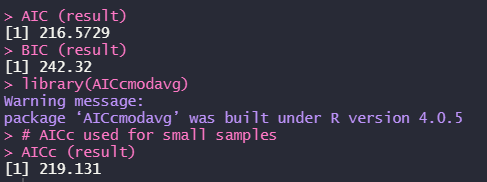 > AIC (result)
[1] 216.5729
> BIC (result)
[1] 242.32
> library(AICcmodavg)
Warning message:
package ‘AICcmodavg’ was built under R version 4.0.5
> # AICc used for small samples
> AICc (result)
[1] 219.131